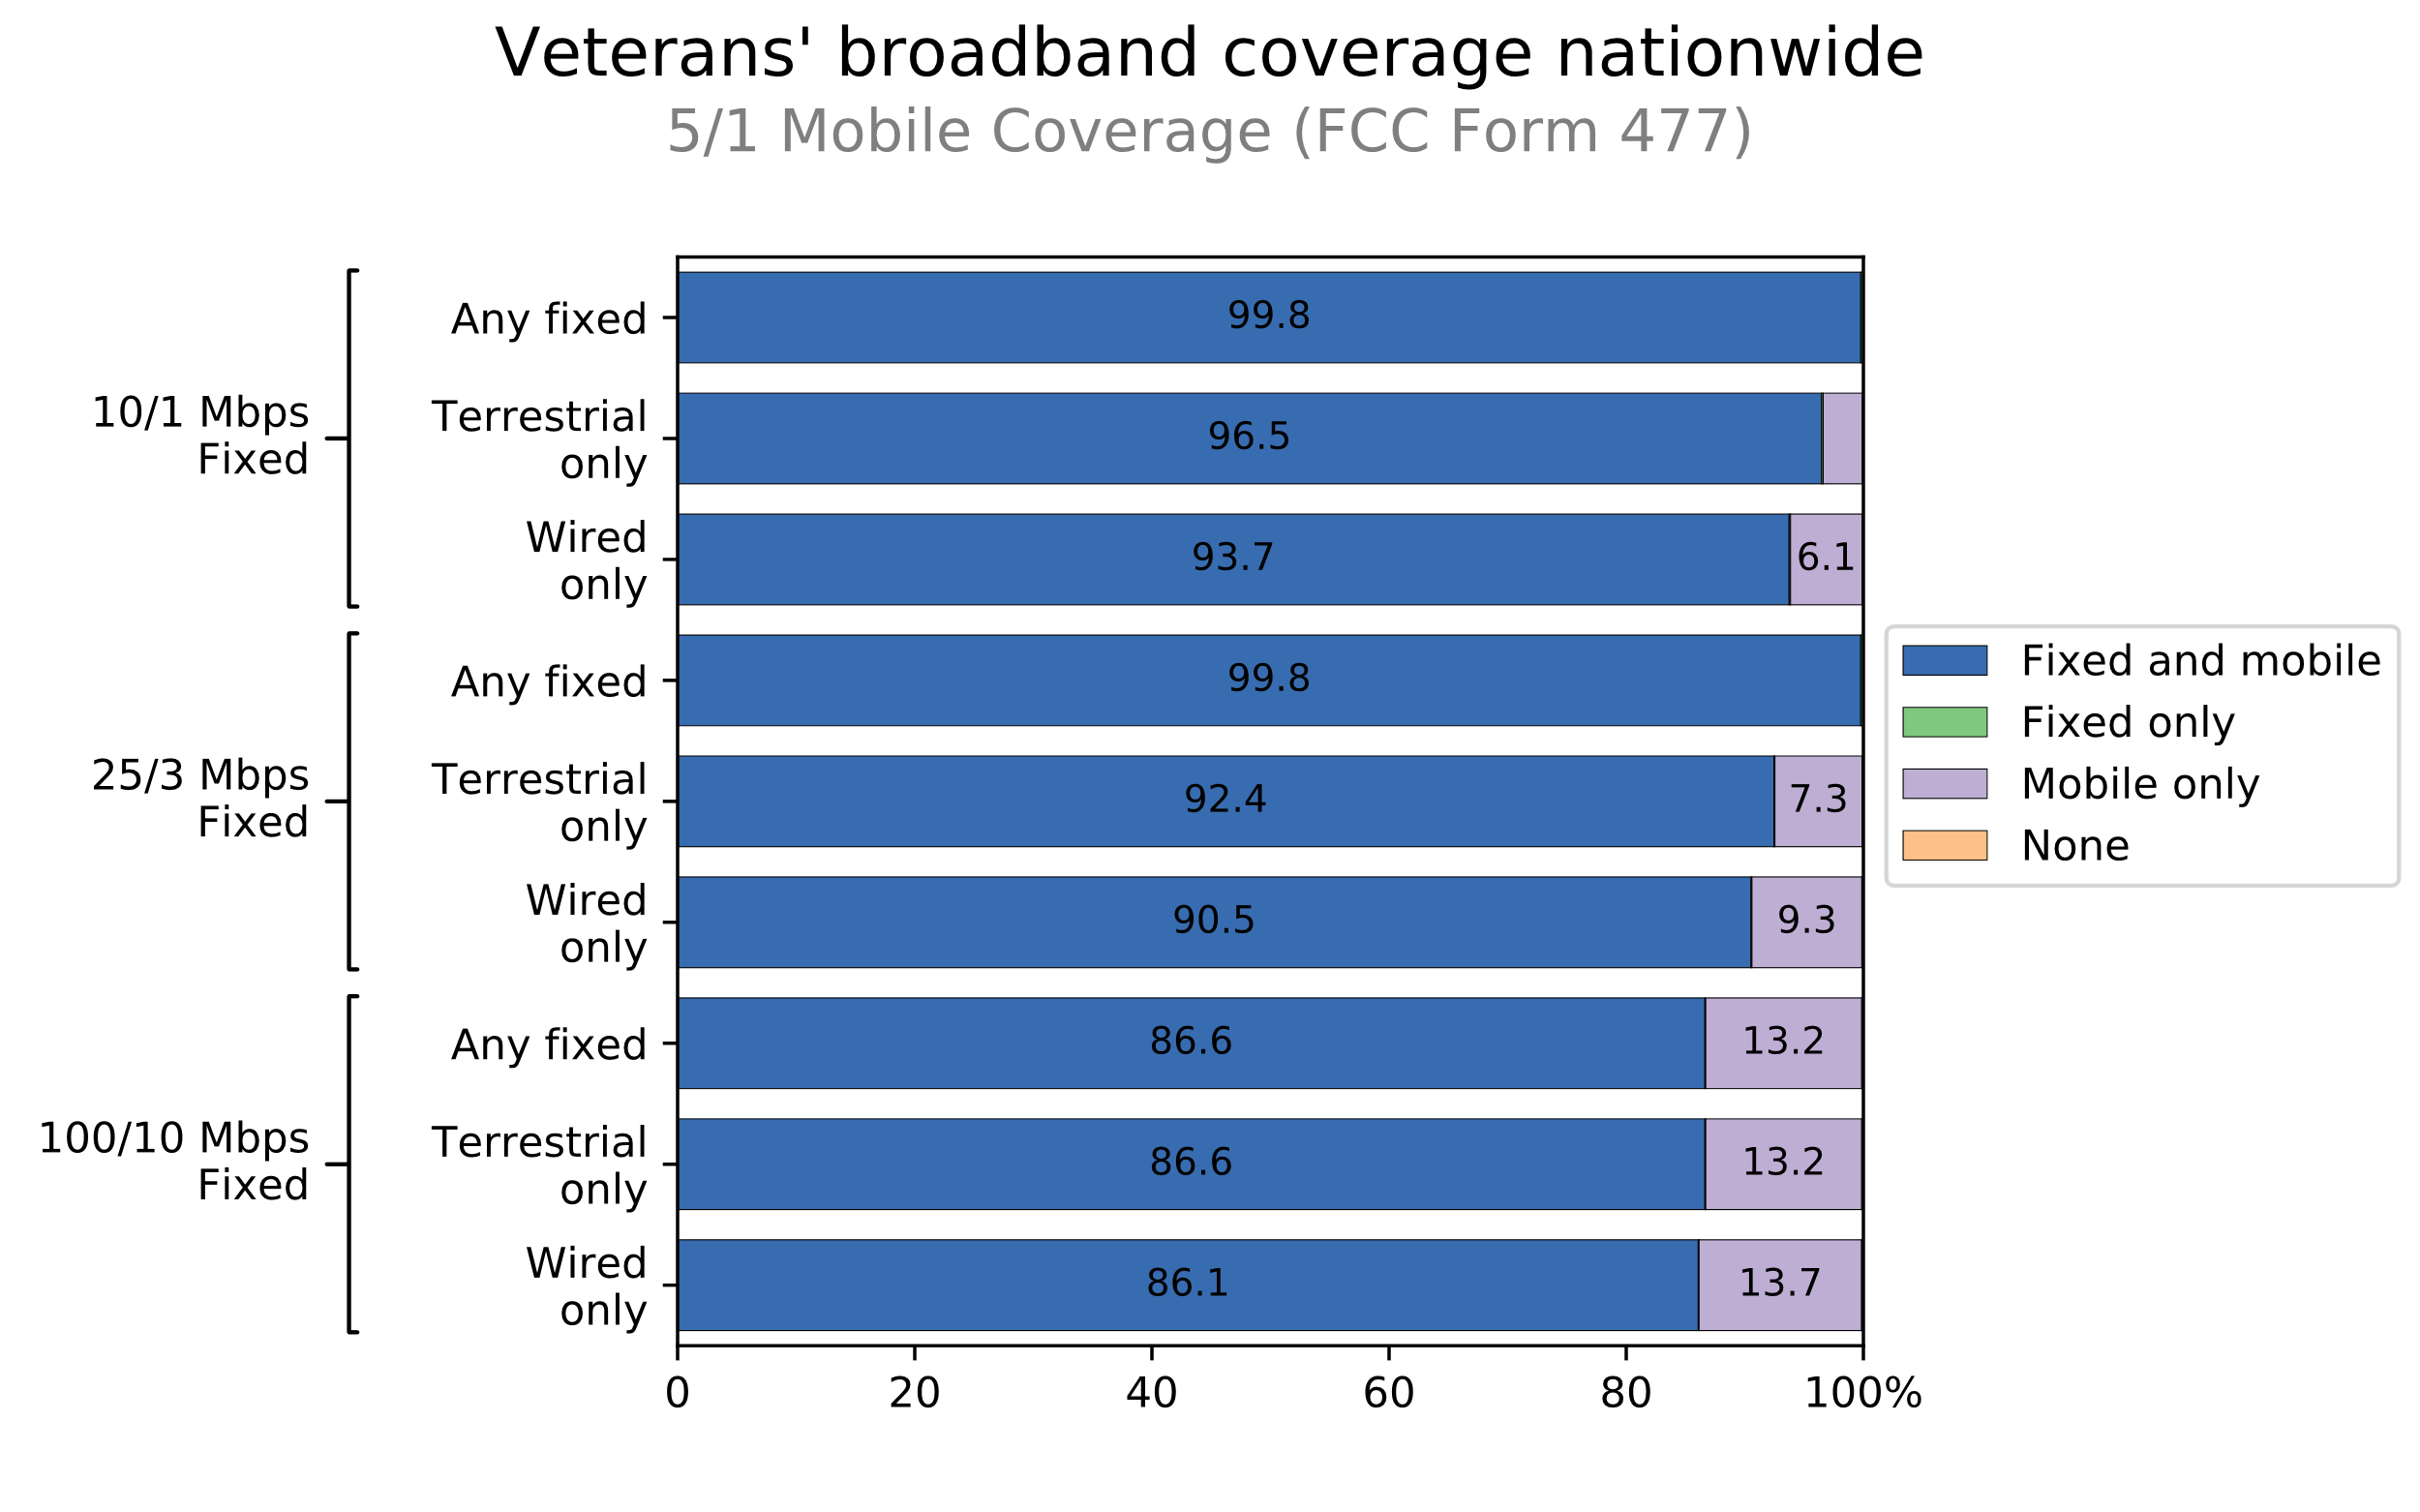 Veterans' broadband coverage nationwide
5/1 Mobile Coverage (FCC Form 477)
10/1 Mbps
Fixed
Any fixed
99.8
Terrestrial
only
96.5
Wired
only
93.7
6.1
25/3 Mbps
Fixed
Any fixed
99.8
Terrestrial
only
92.4
7.3
Wired
only
90.5
9.3
100/10 Mbps
Fixed
Any fixed
86.6
13.2
Terrestrial
only
86.6
13.2
Wired
only
86.1
13.7
0
20
40
60
80
100%
Fixed and mobile
Fixed only
Mobile only
None